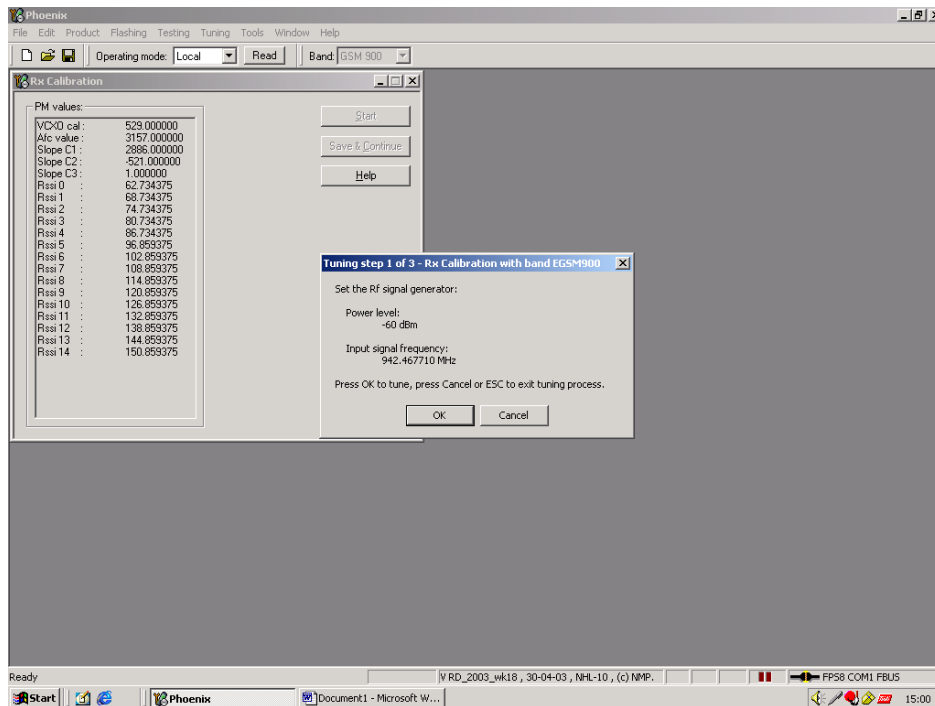 Phoenix
File Edit Product Flashing Testing Tuning Tools Window Help
Operating mode: Local Read Band: GSM 900
Rx Calibration
PM values:
VCXO cal : 529.000000
Afc value : 3157.000000
Slope C1 : 2886.000000
Slope C2 : -521.000000
Slope C3 : 1.000000
Rssi 0 : 62.734375
Rssi 1 : 68.734375
Rssi 2 : 74.734375
Rssi 3 : 80.734375
Rssi 4 : 86.734375
Rssi 5 : 96.859375
Rssi 6 : 102.859375
Rssi 7 : 108.859375
Rssi 8 : 114.859375
Rssi 9 : 120.859375
Rssi 10 : 126.859375
Rssi 11 : 132.859375
Rssi 12 : 138.859375
Rssi 13 : 144.859375
Rssi 14 : 150.859375
Start
Save & Continue
Help
Tuning step 1 of 3 - Rx Calibration with band EGSM900
Set the Rf signal generator:
Power level:
-60 dBm
Input signal frequency:
942.467710 MHz
Press OK to tune, press Cancel or ESC to exit tuning process.
OK Cancel
Ready V RD_2003_wk18 , 30-04-03 , NHL-10 , (c) NMP. FPS8 COM1 FBUS
Start Phoenix Document1 - Microsoft W... 15:00